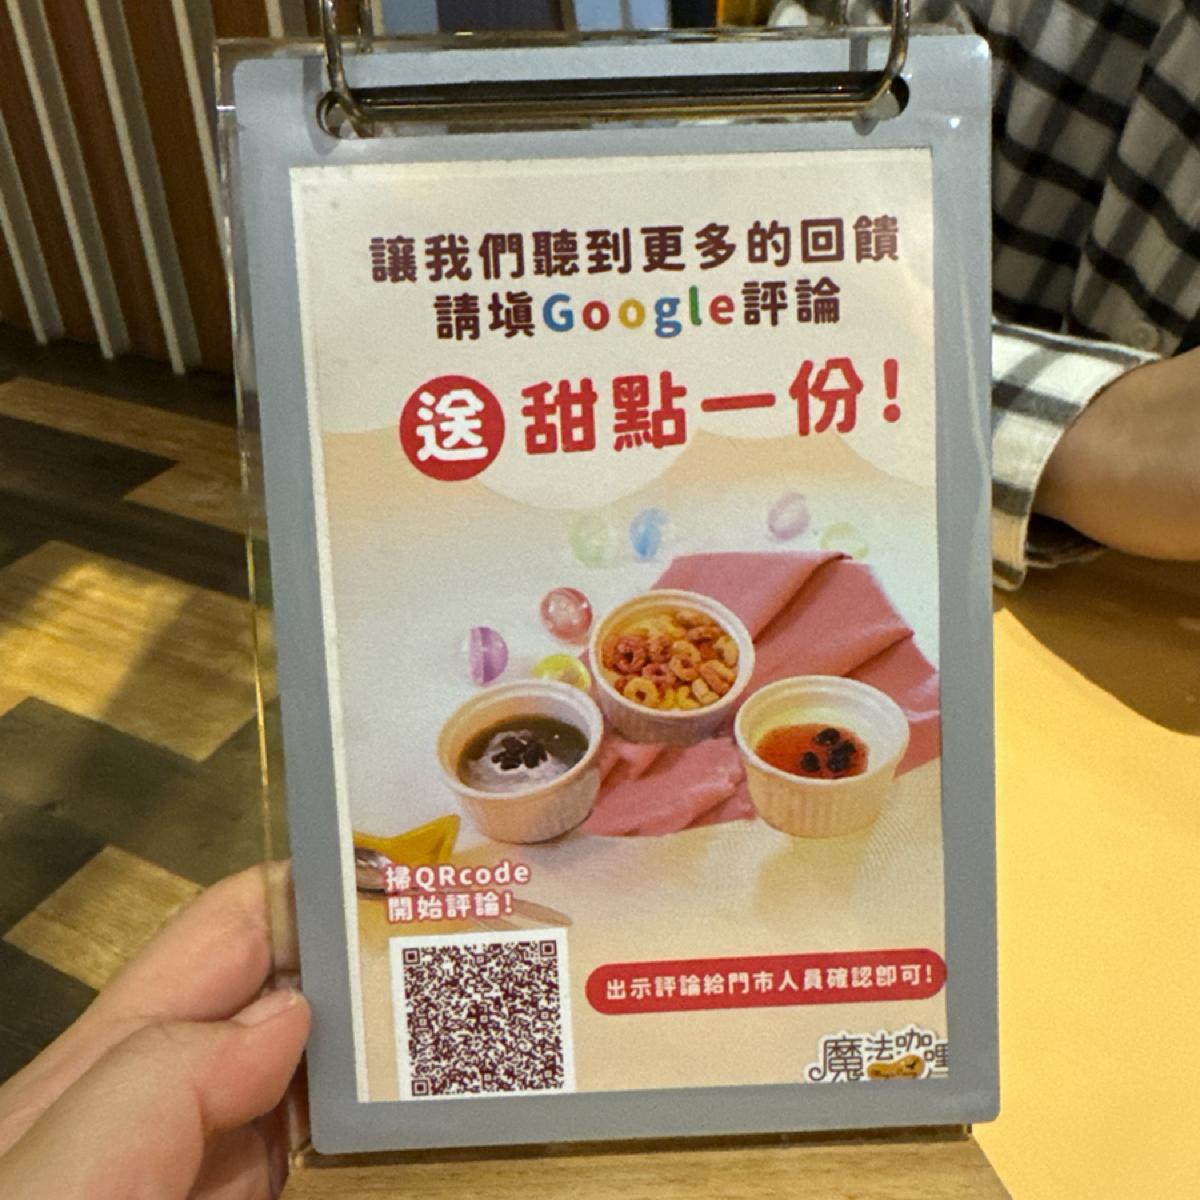 讓我們聽到更多的回饋
請填Google評論
送 甜點一份!
掃QRcode
開始評論!
出示評論給門市人員確認即可!
魔法咖哩